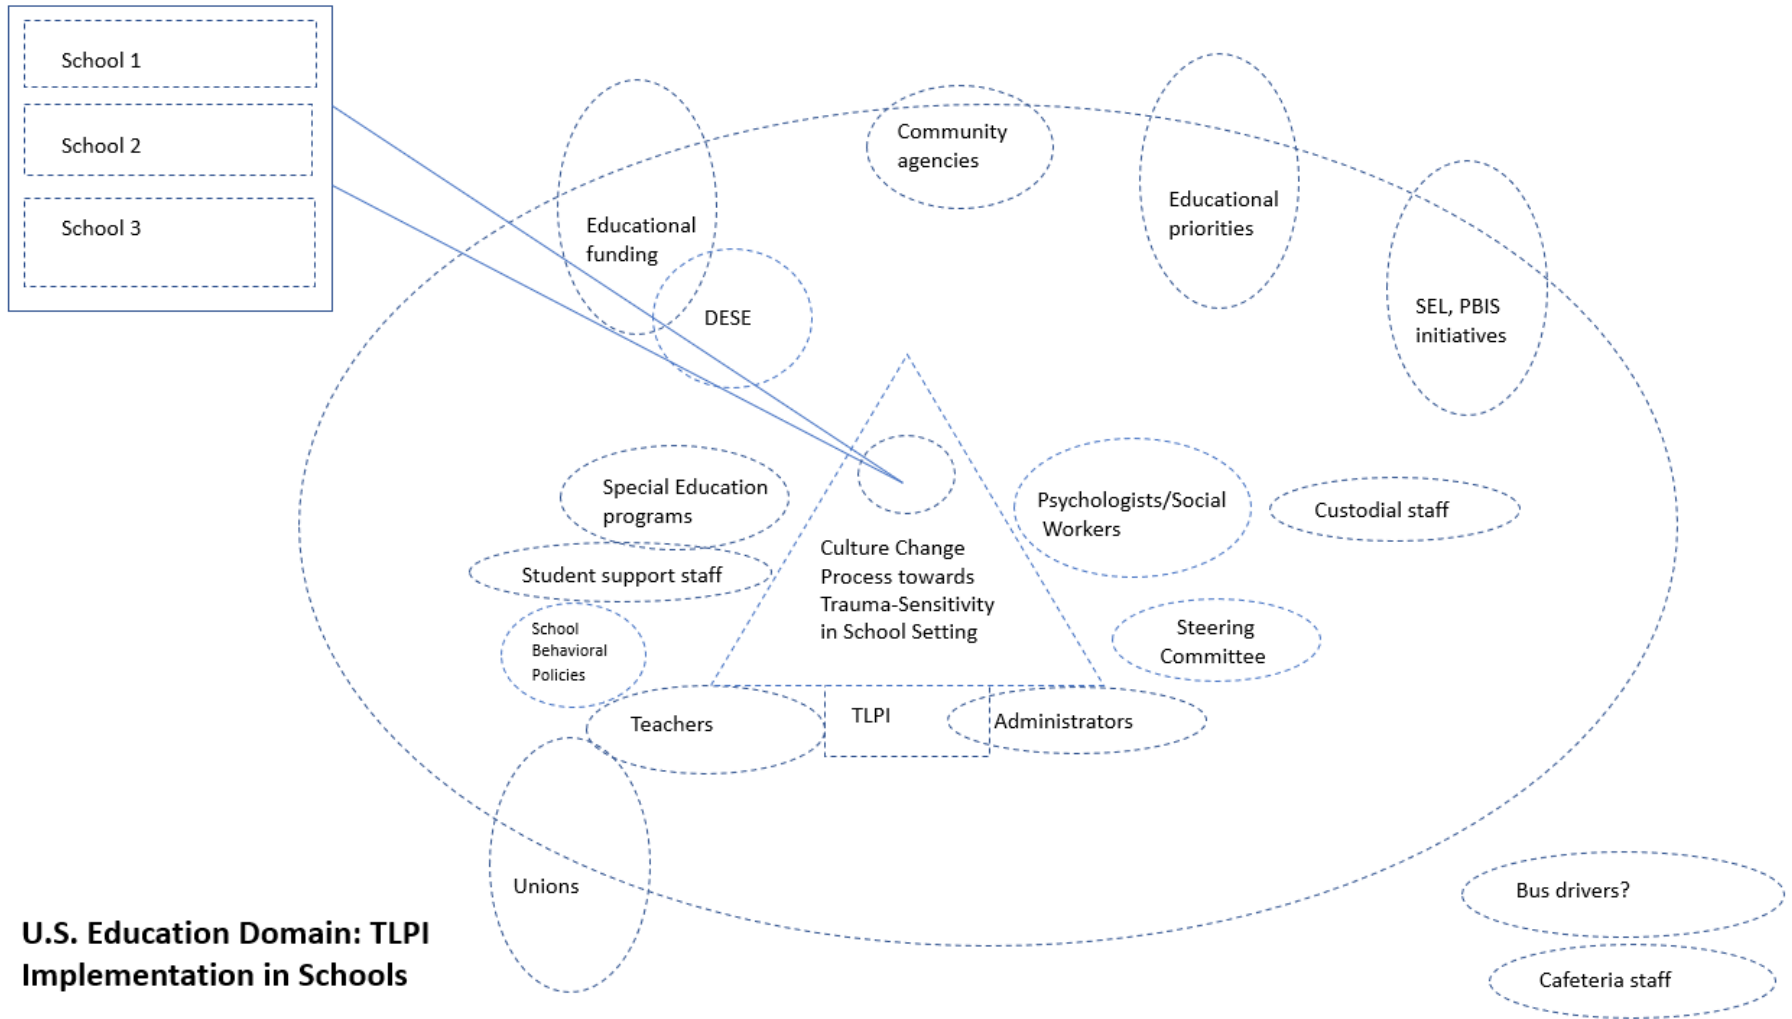 School 1
School 2
School 3
Community
agencies
Educational
priorities
Educational
funding
DESE
SEL, PBIS
initiatives
Special Education
programs
Psychologists/Social
Workers
Custodial staff
Student support staff
Culture Change
Process towards
Trauma-Sensitivity
in School Setting
School
Behavioral
Policies
Steering
Committee
Teachers
TLPI
Administrators
Unions
Bus drivers?
Cafeteria staff
U.S. Education Domain: TLPI
Implementation in Schools